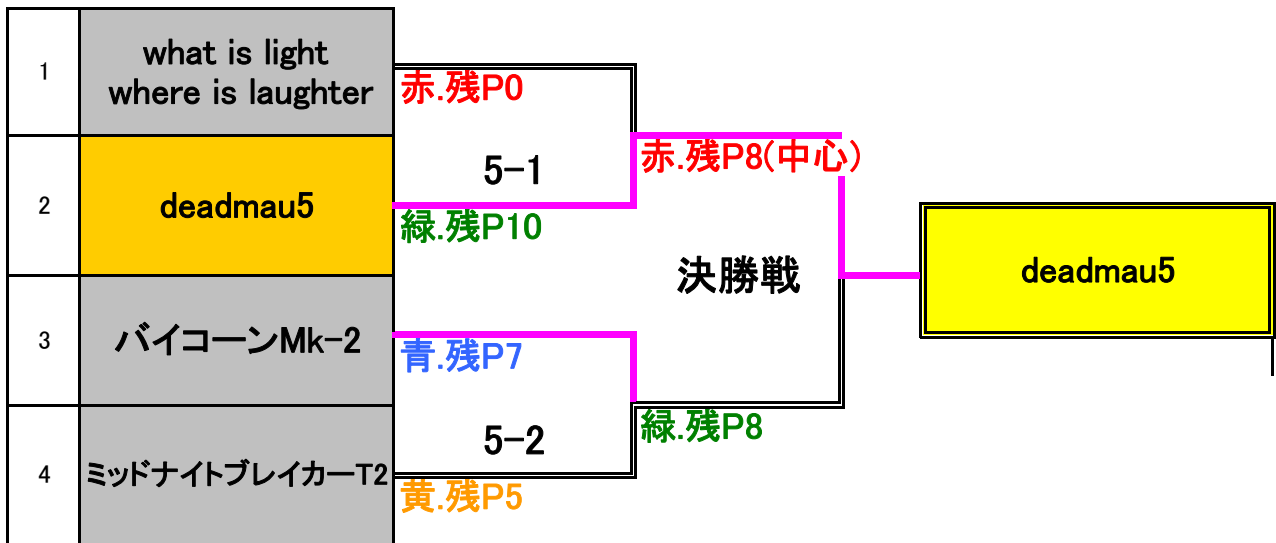 1
what is light
where is laughter
赤.残P0
5-1
赤.残P8(中心)
2
deadmau5
緑.残P10
決勝戦
deadmau5
3
バイコーンMk-2
青.残P7
5-2
緑.残P8
4
ミッドナイトブレイカーT2
黄.残P5